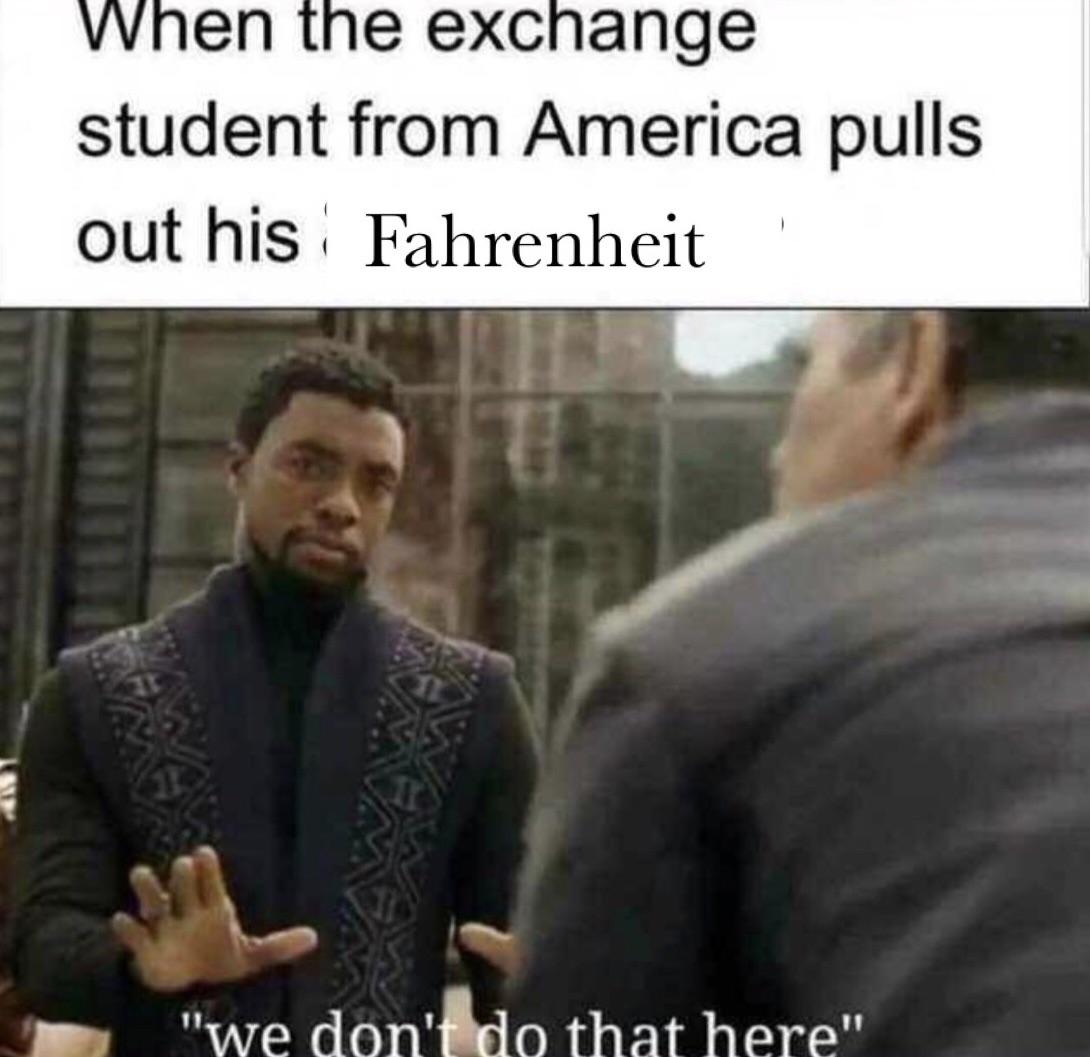 When the exchange
student from America pulls
out his Fahrenheit
"we don't do that here"